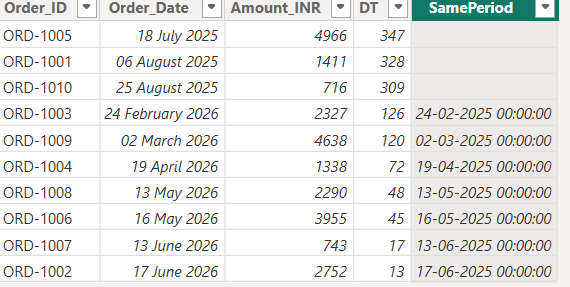 Order_ID Order_Date Amount_INR DT SamePeriod
ORD-1005 18 July 2025 4966 347
ORD-1001 06 August 2025 1411 328
ORD-1010 25 August 2025 716 309
ORD-1003 24 February 2026 2327 126 24-02-2025 00:00:00
ORD-1009 02 March 2026 4638 120 02-03-2025 00:00:00
ORD-1004 19 April 2026 1338 72 19-04-2025 00:00:00
ORD-1008 13 May 2026 2290 48 13-05-2025 00:00:00
ORD-1006 16 May 2026 3955 45 16-05-2025 00:00:00
ORD-1007 13 June 2026 743 17 13-06-2025 00:00:00
ORD-1002 17 June 2026 2752 13 17-06-2025 00:00:00